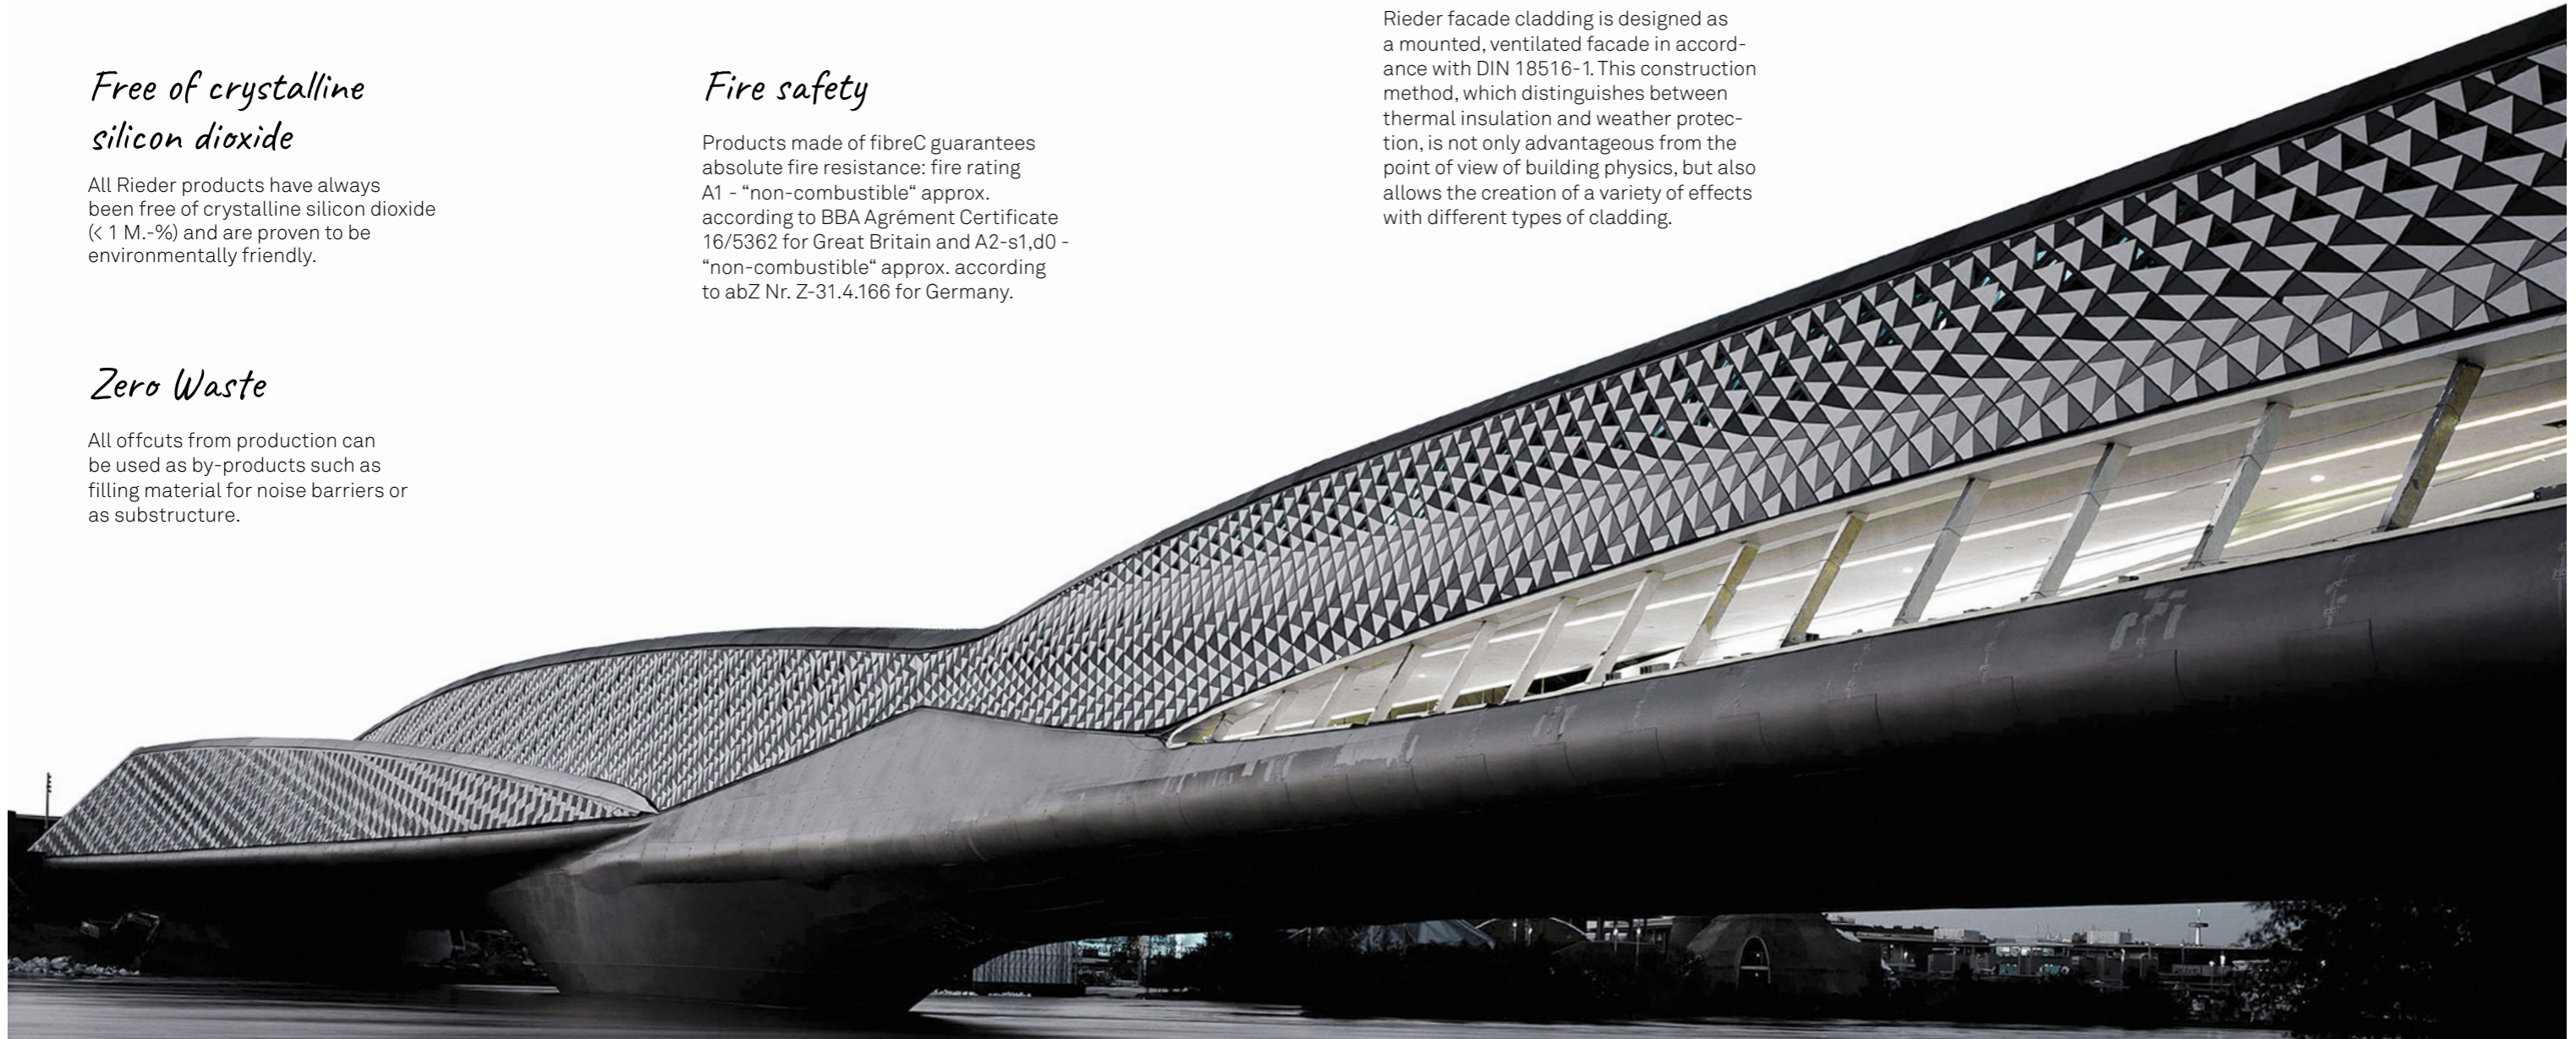 Free of crystalline
silicon dioxide
All Rieder products have always
been free of crystalline silicon dioxide
(< 1 M.-%) and are proven to be
environmentally friendly.
Zero Waste
All offcuts from production can
be used as by-products such as
filling material for noise barriers or
as substructure.
Fire safety
Products made of fibreC guarantees
absolute fire resistance: fire rating
A1 - “non-combustible“ approx.
according to BBA Agrément Certificate
16/5362 for Great Britain and A2-s1,d0 -
“non-combustible“ approx. according
to abZ Nr. Z-31.4.166 for Germany.
Rieder facade cladding is designed as
a mounted, ventilated facade in accord-
ance with DIN 18516-1. This construction
method, which distinguishes between
thermal insulation and weather protec-
tion, is not only advantageous from the
point of view of building physics, but also
allows the creation of a variety of effects
with different types of cladding.